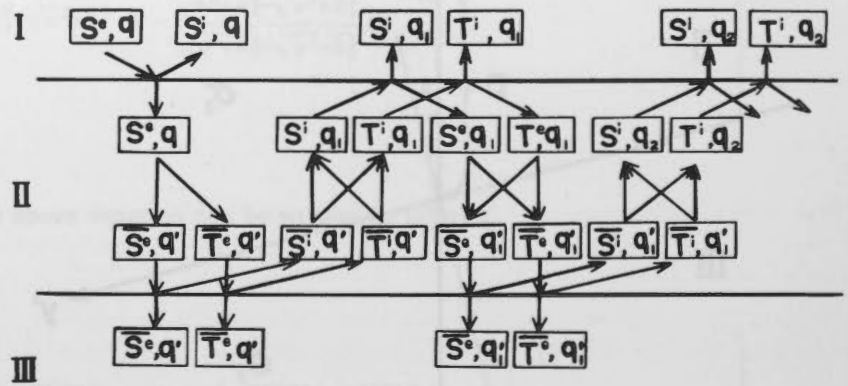 I S^e, q S^i, q S^i, q₁ T^i, q₁ S^i, q₂ T^i, q₂
S^e, q S^i, q₁ T^i, q₁ S^e, q₁ T^e, q₁ S^i, q₂ T^i, q₂
II
S̅^e̅, q' T̅^e̅, q' S̅^i̅, q' T̅^i̅, q' S̅^e̅, q₁' T̅^e̅, q₁' S̅^i̅, q₁' T̅^i̅, q₁'
S̅^e̅, q' T̅^e̅, q' S̅^e̅, q₁' T̅^e̅, q₁'
III